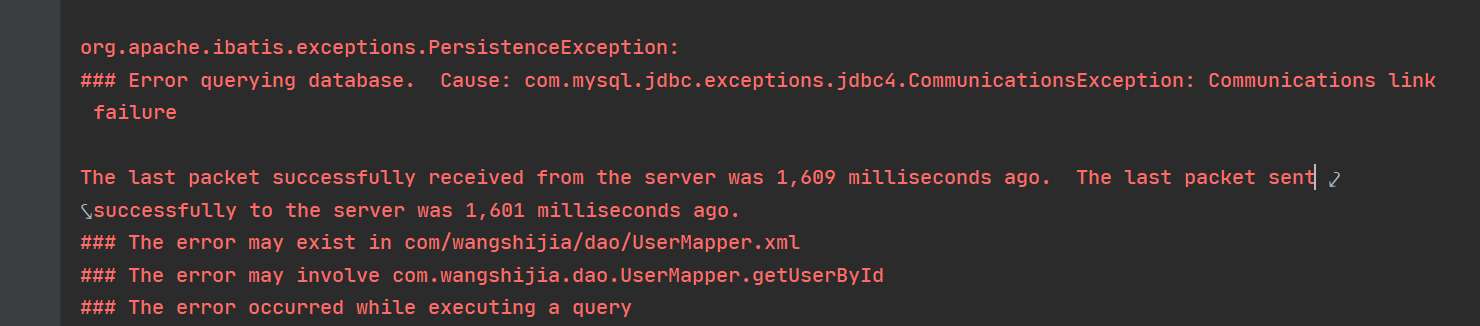 org.apache.ibatis.exceptions.PersistenceException:
### Error querying database.  Cause: com.mysql.jdbc.exceptions.jdbc4.CommunicationsException: Communications link
failure
The last packet successfully received from the server was 1,609 milliseconds ago.  The last packet sent
successfully to the server was 1,601 milliseconds ago.
### The error may exist in com/wangshijia/dao/UserMapper.xml
### The error may involve com.wangshijia.dao.UserMapper.getUserById
### The error occurred while executing a query